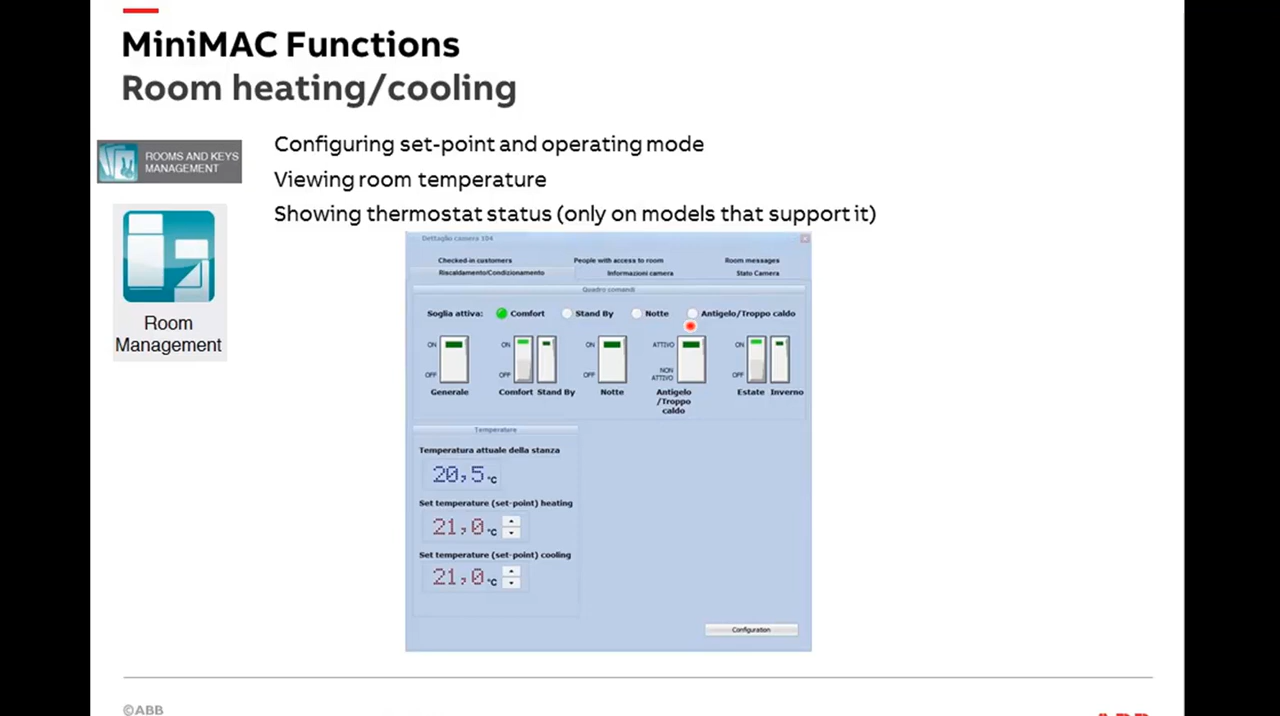 MiniMAC Functions
Room heating/cooling
ROOMS AND KEYS
MANAGEMENT
Room
Management
Configuring set-point and operating mode
Viewing room temperature
Showing thermostat status (only on models that support it)
Dettaglio camera 104
Checked-in customers People with access to room Room messages
Riscaldamento/Condizionamento Informazioni camera Stato Camera
Quadro comandi
Soglia attiva: Comfort Stand By Notte Antigelo/Troppo caldo
ON ON ON ATTIVO ON
OFF OFF OFF NON ATTIVO OFF
Generale Comfort Stand By Notte Antigelo /Troppo caldo Estate Inverno
Temperature
Temperatura attuale della stanza
20,5 °C
Set temperature (set-point) heating
21,0 °C
Set temperature (set-point) cooling
21,0 °C
Configuration
©ABB
ABB